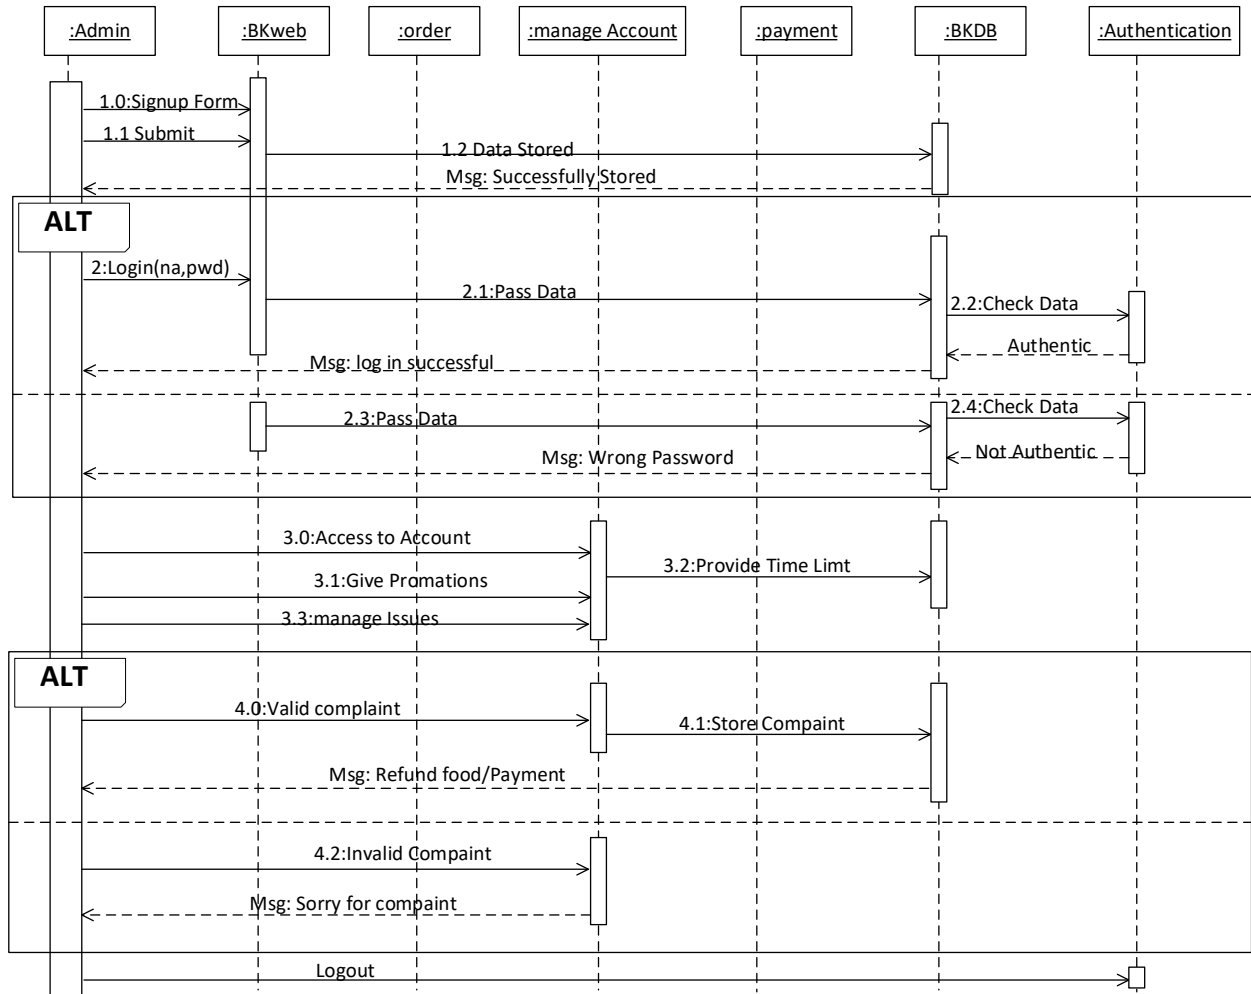 :Admin
:BKweb
:order
:manage Account
:payment
:BKDB
:Authentication
1.0:Signup Form
1.1 Submit
1.2 Data Stored
Msg: Successfully Stored
ALT
2:Login(na,pwd)
2.1:Pass Data
2.2:Check Data
Authentic
Msg: log in successful
2.3:Pass Data
2.4:Check Data
Not Authentic
Msg: Wrong Password
3.0:Access to Account
3.2:Provide Time Limt
3.1:Give Promations
3.3:manage Issues
ALT
4.0:Valid complaint
4.1:Store Compaint
Msg: Refund food/Payment
4.2:Invalid Compaint
Msg: Sorry for compaint
Logout